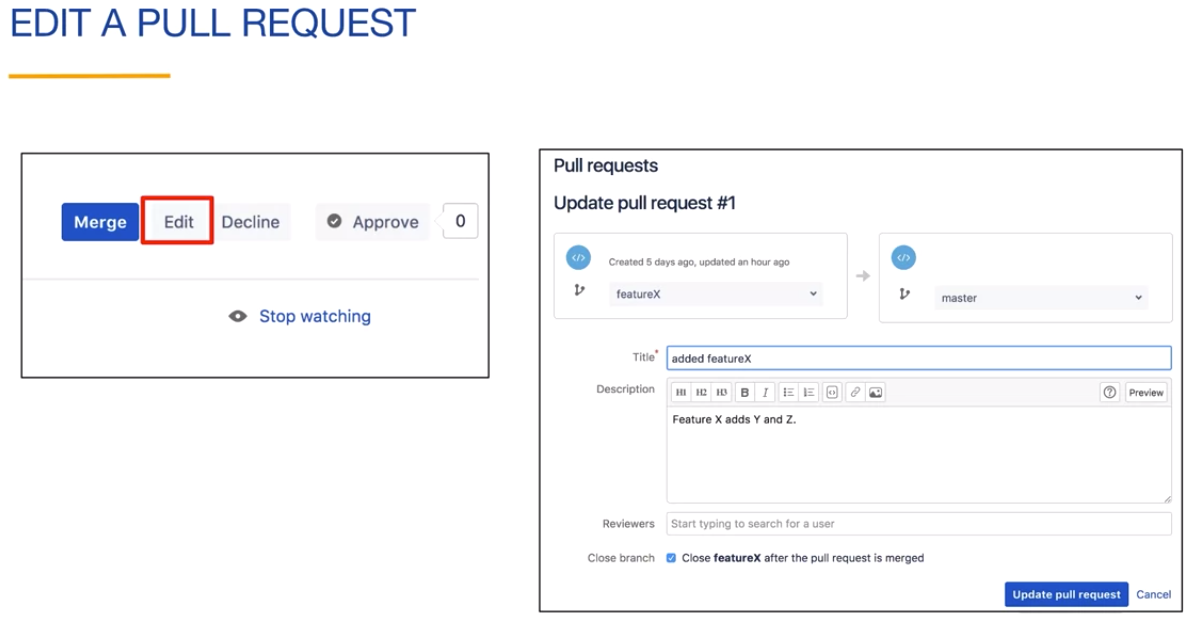 EDIT A PULL REQUEST
Merge Edit Decline Approve 0
Stop watching
Pull requests
Update pull request #1
Created 5 days ago, updated an hour ago
featureX
master
Title* added featureX
Description H1 H2 H3 B I Preview
Feature X adds Y and Z.
Reviewers Start typing to search for a user
Close branch Close featureX after the pull request is merged
Update pull request Cancel